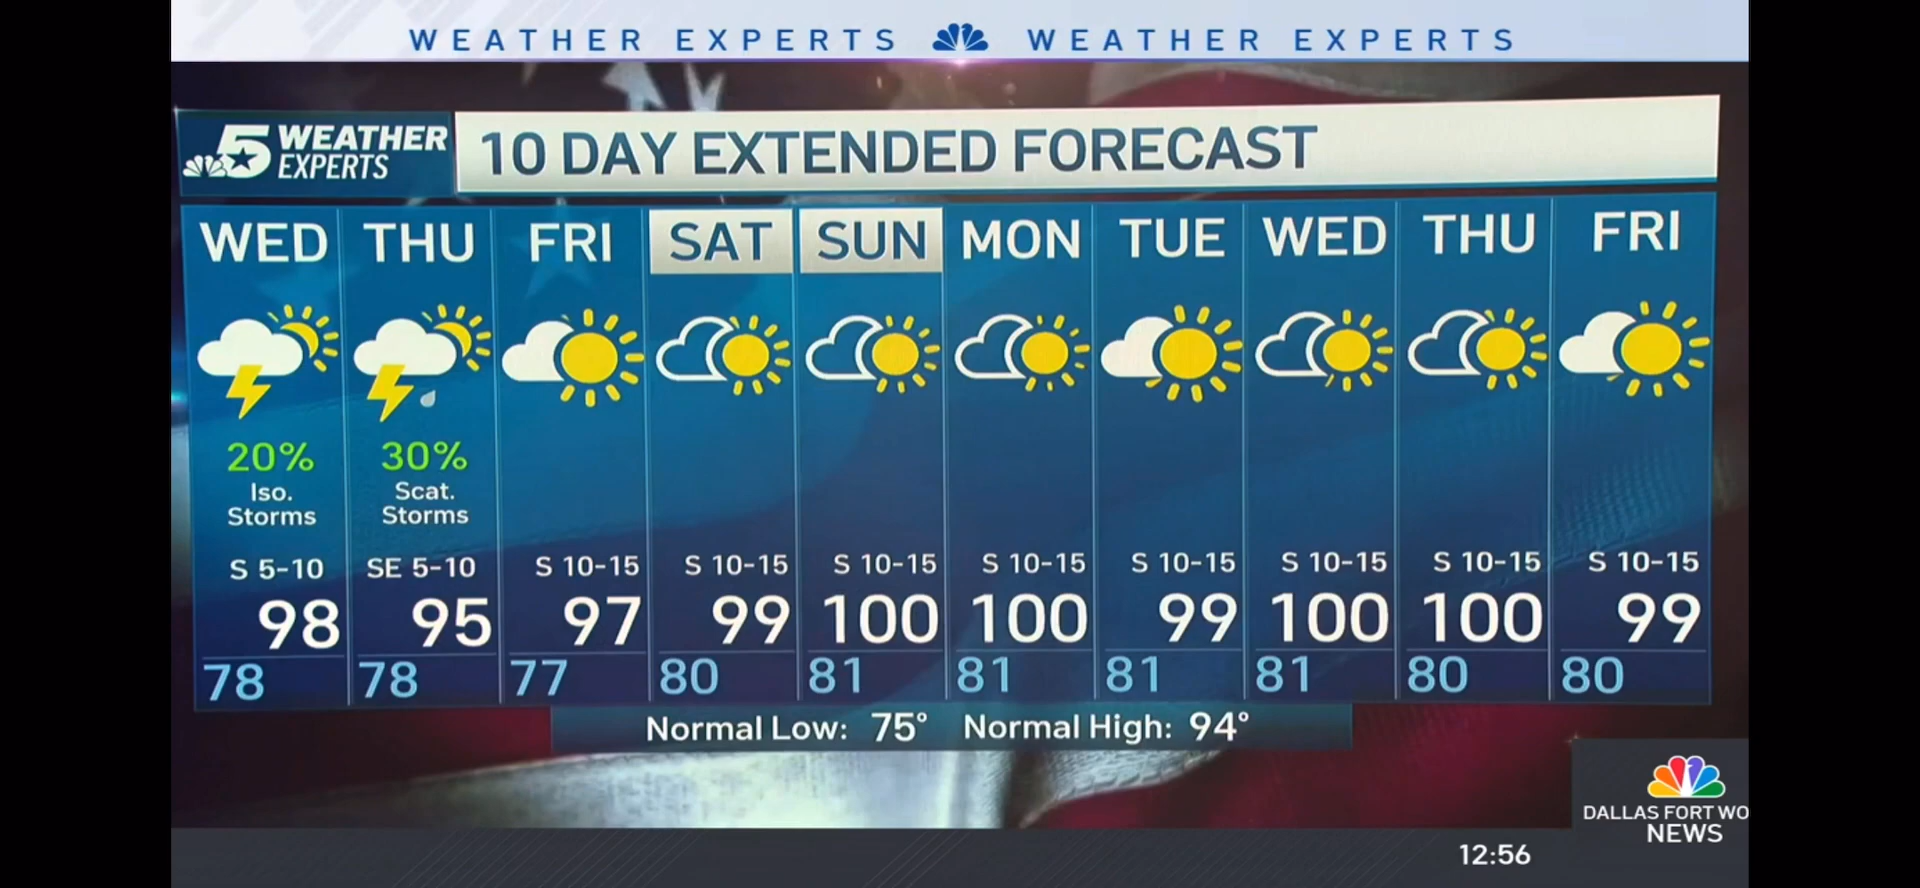 WEATHER EXPERTS WEATHER EXPERTS
5 WEATHER EXPERTS
10 DAY EXTENDED FORECAST
WED THU FRI SAT SUN MON TUE WED THU FRI
20% 30%
Iso. Scat.
Storms Storms
S 5-10 SE 5-10 S 10-15 S 10-15 S 10-15 S 10-15 S 10-15 S 10-15 S 10-15 S 10-15
98 95 97 99 100 100 99 100 100 99
78 78 77 80 81 81 81 81 80 80
Normal Low: 75° Normal High: 94°
DALLAS FORT WO
NEWS
12:56